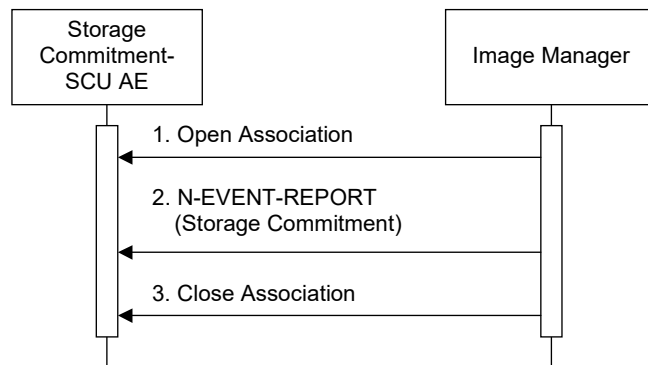 Storage
Commitment-
SCU AE
Image Manager
1. Open Association
2. N-EVENT-REPORT
(Storage Commitment)
3. Close Association